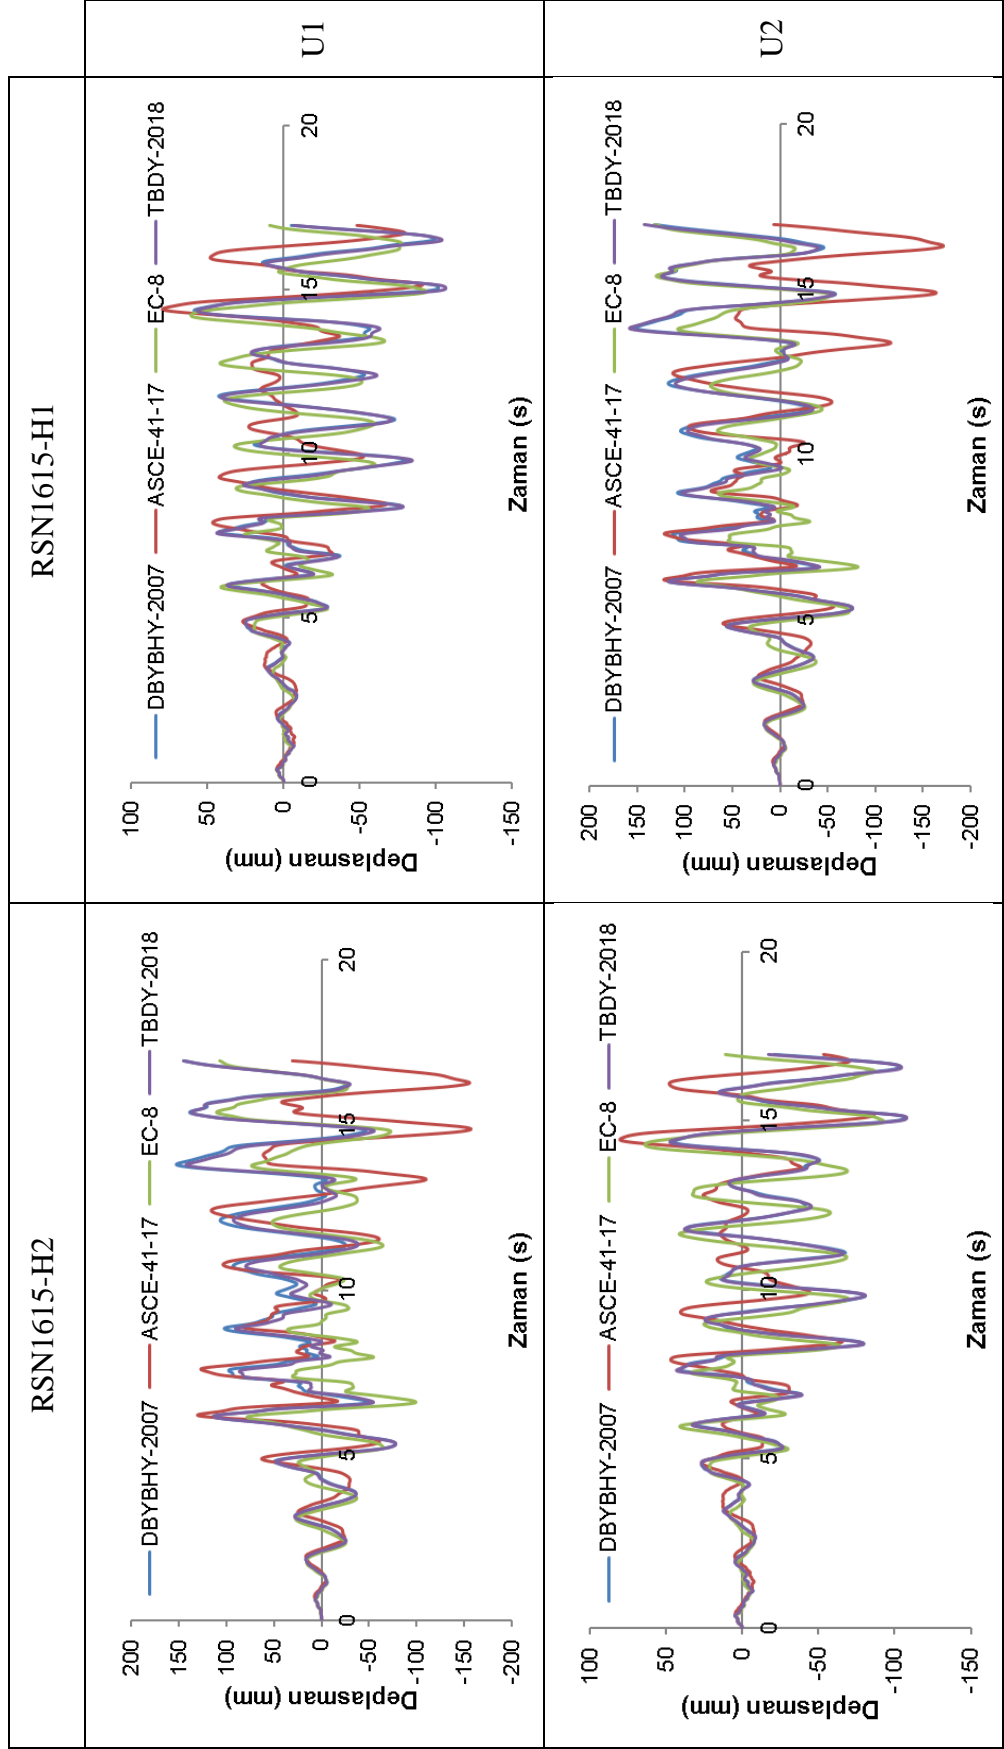 RSN1615-H2
RSN1615-H1
DBYBHY-2007 ASCE-41-17 EC-8 TBDY-2018
200
150
100
50
0
-50
-100
-150
-200
0 5 10 15 20
Deplasman (mm)
Zaman (s)
DBYBHY-2007 ASCE-41-17 EC-8 TBDY-2018
100
50
0
-50
-100
-150
0 5 10 15 20
Deplasman (mm)
Zaman (s)
U1
DBYBHY-2007 ASCE-41-17 EC-8 TBDY-2018
100
50
0
-50
-100
-150
0 5 10 15 20
Deplasman (mm)
Zaman (s)
DBYBHY-2007 ASCE-41-17 EC-8 TBDY-2018
200
150
100
50
0
-50
-100
-150
-200
0 5 10 15 20
Deplasman (mm)
Zaman (s)
U2